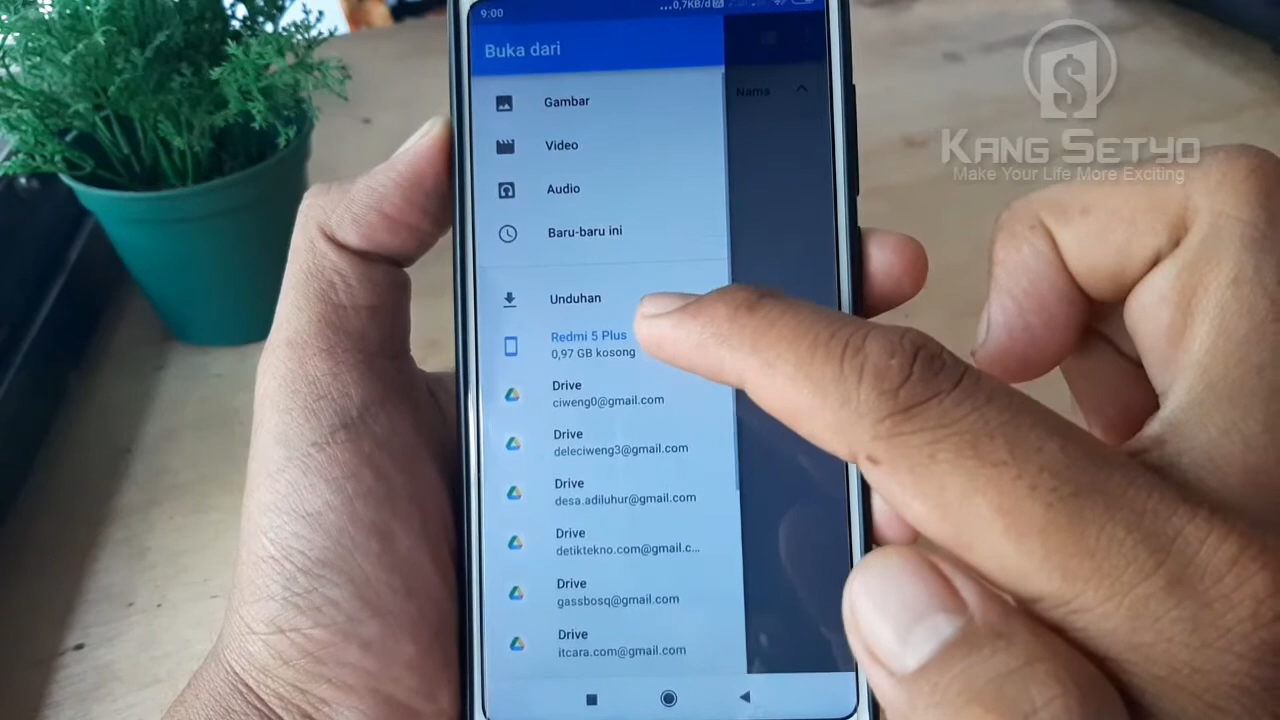 9:00
...0,7KB/d
Buka dari
Nama
Gambar
Video
Audio
Baru-baru ini
Unduhan
Redmi 5 Plus
0,97 GB kosong
Drive
ciweng0@gmail.com
Drive
deleciweng3@gmail.com
Drive
desa.adiluhur@gmail.com
Drive
detiktekno.com@gmail.c...
Drive
gassbosq@gmail.com
Drive
itcara.com@gmail.com
Kang Setyo
Make Your Life More Exciting